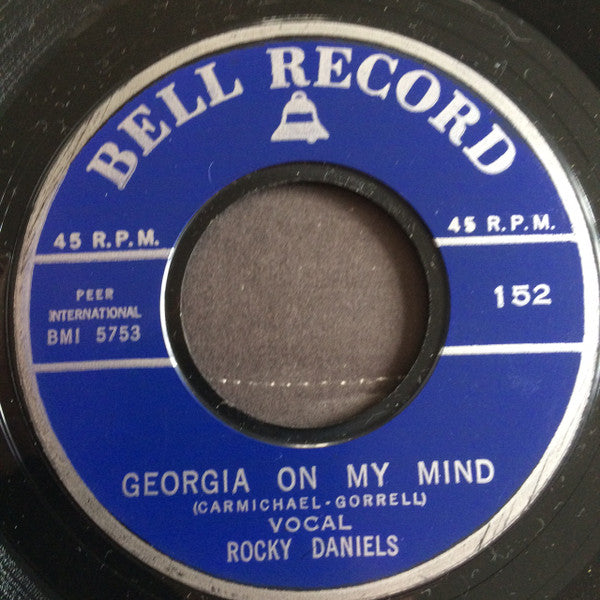 BELL RECORD
45 R.P.M.
45 R.P.M.
PEER
INTERNATIONAL
BMI 5753
152
GEORGIA ON MY MIND
(CARMICHAEL-GORRELL)
VOCAL
ROCKY DANIELS